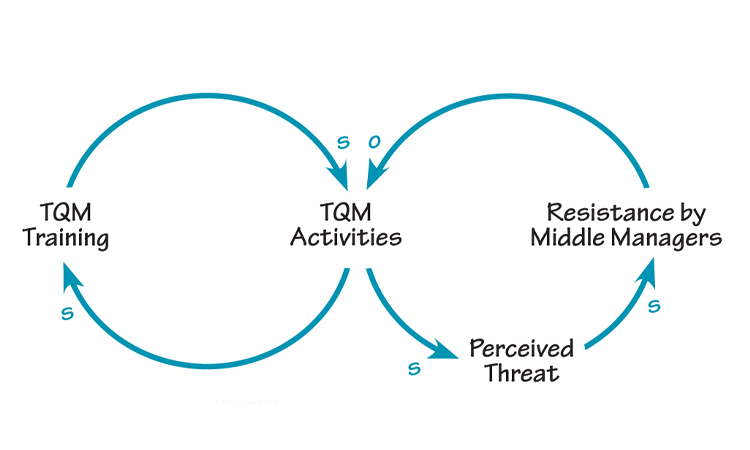 s o
TQM
Training
TQM
Activities
Resistance by
Middle Managers
s
s
s
Perceived
Threat